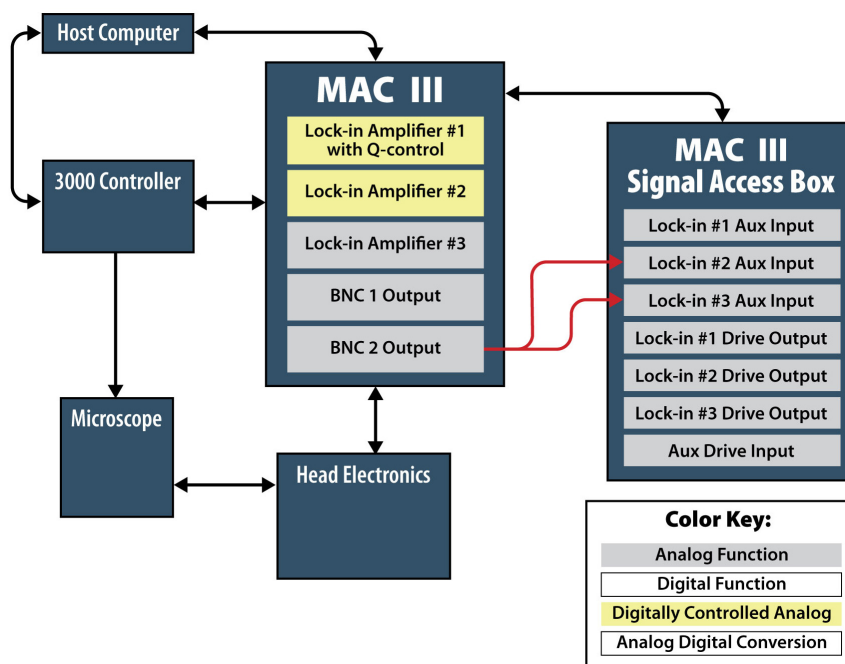 Host Computer
3000 Controller
Microscope
Head Electronics
MAC III
Lock-in Amplifier #1
with Q-control
Lock-in Amplifier #2
Lock-in Amplifier #3
BNC 1 Output
BNC 2 Output
MAC III
Signal Access Box
Lock-in #1 Aux Input
Lock-in #2 Aux Input
Lock-in #3 Aux Input
Lock-in #1 Drive Output
Lock-in #2 Drive Output
Lock-in #3 Drive Output
Aux Drive Input
Color Key:
Analog Function
Digital Function
Digitally Controlled Analog
Analog Digital Conversion